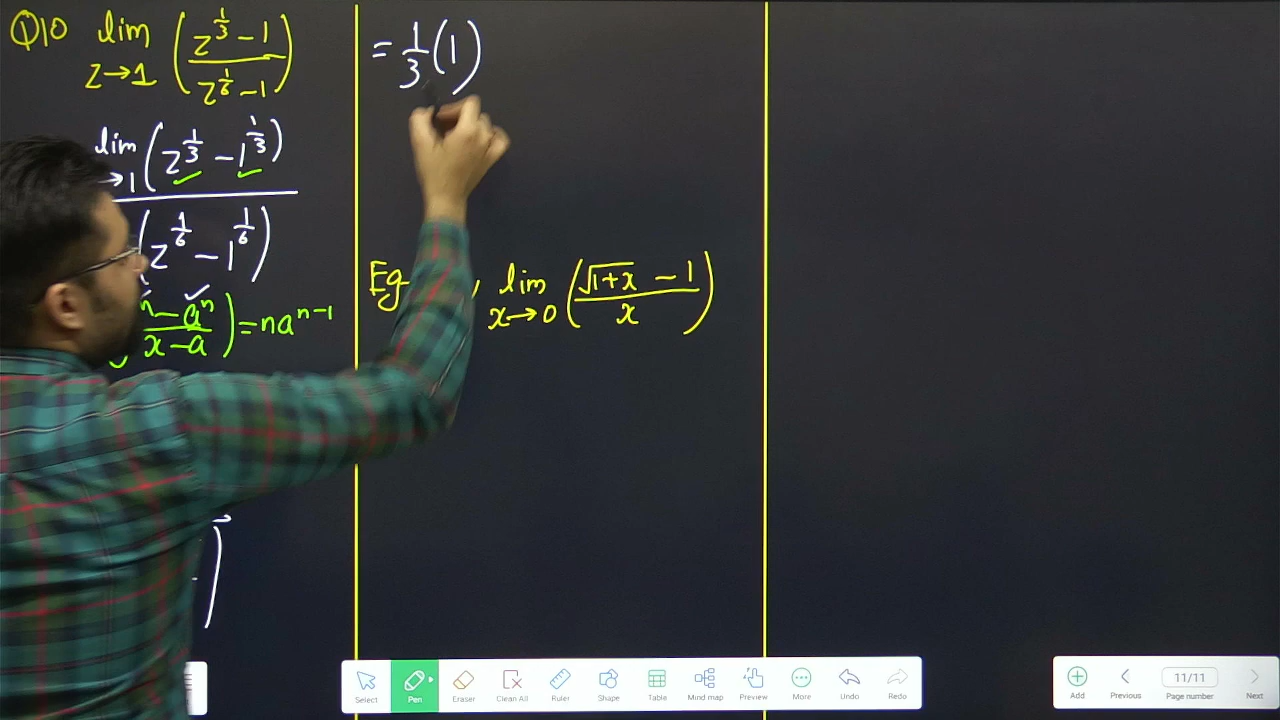 Q10 lim z→1 (z^{1/3} − 1 / z^{1/6} − 1)
lim →1 (z^{1/3} − 1^{1/3})
(z^{1/6} − 1^{1/6})
n − a^n / x − a ) = na^{n−1}
= 1/3 (1)
Eg , lim x→0 (√1+x − 1 / x)
Select
Pen
Eraser
Clean All
Ruler
Shape
Table
Mind map
Preview
More
Undo
Redo
Add
Previous
11/11
Page number
Next